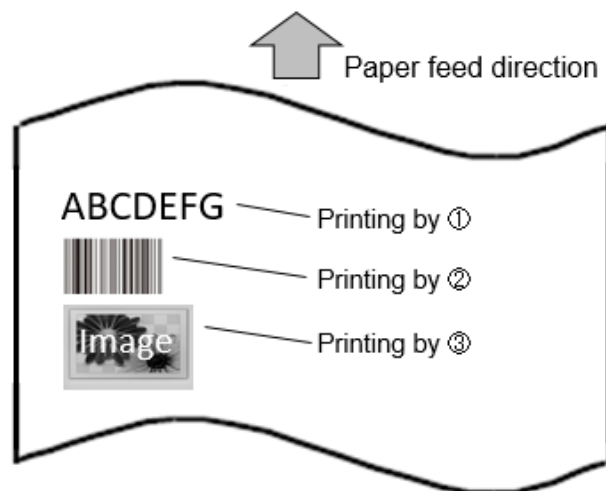 Paper feed direction
ABCDEFG
Printing by ①
Printing by ②
Image
Printing by ③